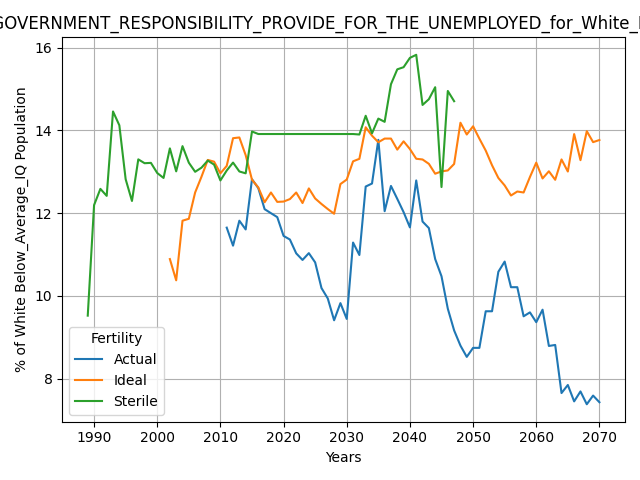 GOVERNMENT_RESPONSIBILITY_PROVIDE_FOR_THE_UNEMPLOYED_for_White_
% of White Below_Average_IQ Population
16
14
12
10
8
Fertility
Actual
Ideal
Sterile
1990 2000 2010 2020 2030 2040 2050 2060 2070
Years